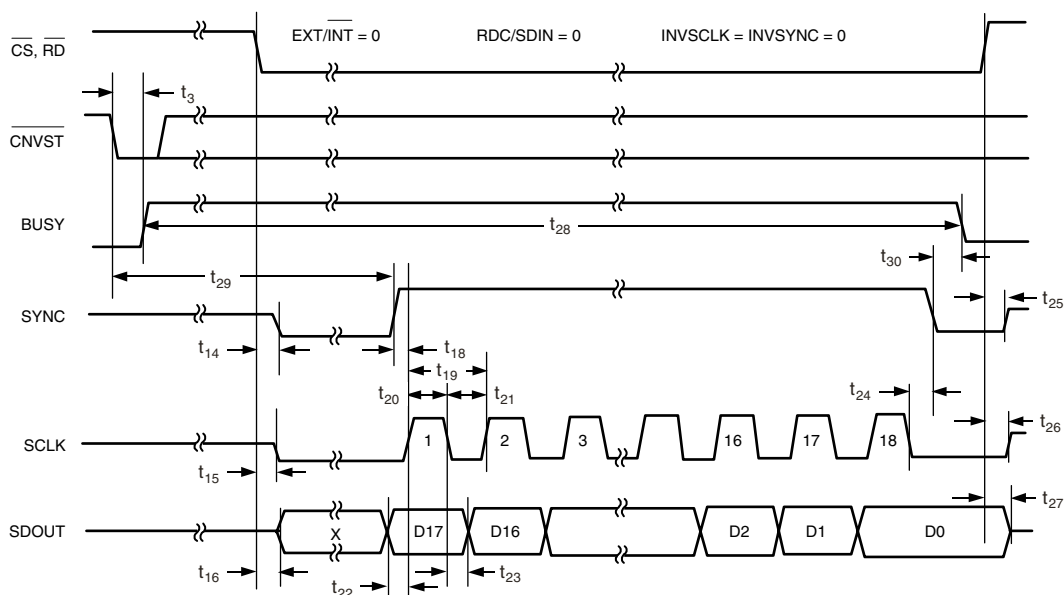 EXT/INT = 0 RDC/SDIN = 0 INVSCLK = INVSYNC = 0
CS, RD
t3
CNVST
BUSY
t28
t30
t29
t25
SYNC
t14
t18
t19
t20
t21
t24
t26
SCLK
1 2 3 16 17 18
t15
t27
SDOUT
X D17 D16 D2 D1 D0
t16
t22
t23